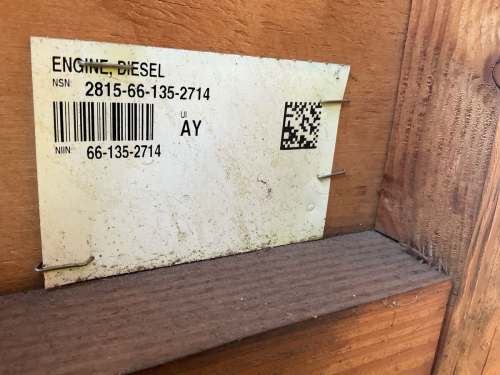 ENGINE, DIESEL
NSN 2815-66-135-2714
UI
AY
NIIN 66-135-2714